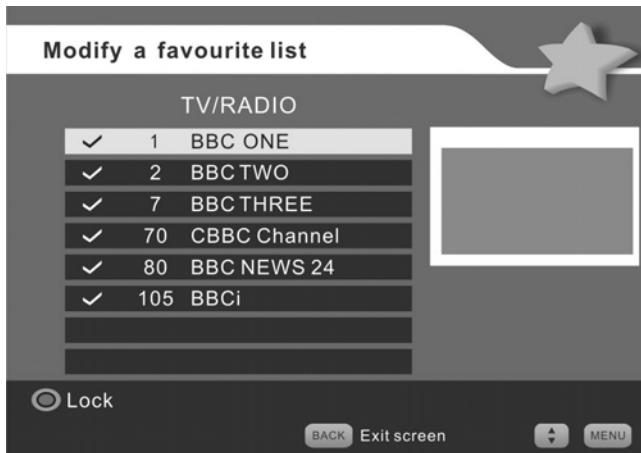 Modify a favourite list
TV/RADIO
1 BBC ONE
2 BBC TWO
7 BBC THREE
70 CBBC Channel
80 BBC NEWS 24
105 BBCi
Lock
BACK Exit screen MENU